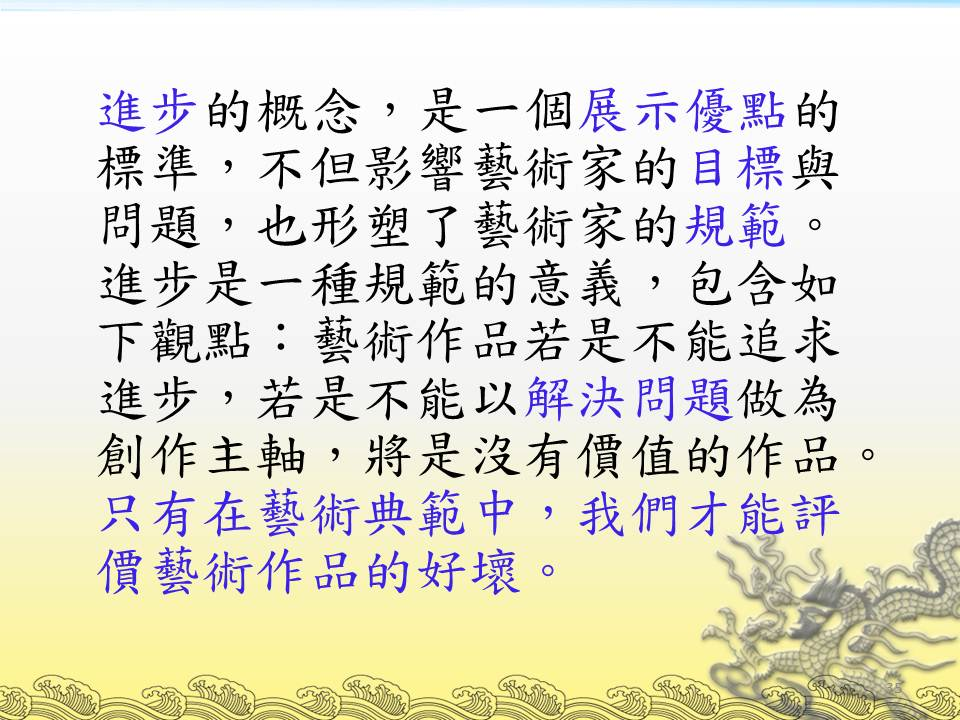 進步的概念，是一個展示優點的
標準，不但影響藝術家的目標與
問題，也形塑了藝術家的規範。
進步是一種規範的意義，包含如
下觀點：藝術作品若是不能追求
進步，若是不能以解決問題做為
創作主軸，將是沒有價值的作品。
只有在藝術典範中，我們才能評
價藝術作品的好壞。
35